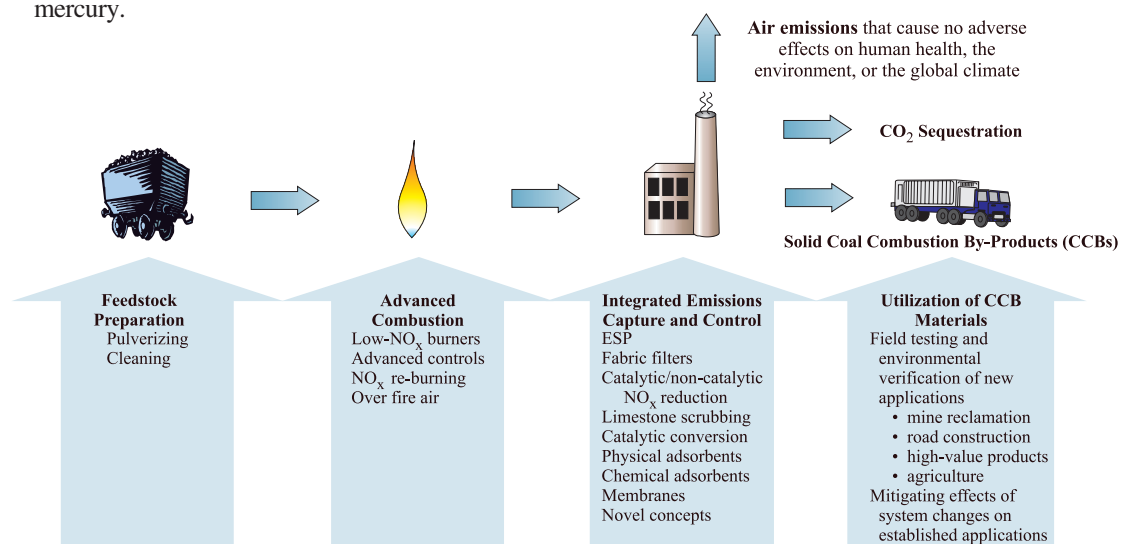 mercury.
Air emissions that cause no adverse
effects on human health, the
environment, or the global climate
CO2 Sequestration
Solid Coal Combustion By-Products (CCBs)
Feedstock
Preparation
Pulverizing
Cleaning
Advanced
Combustion
Low-NOx burners
Advanced controls
NOx re-burning
Over fire air
Integrated Emissions
Capture and Control
ESP
Fabric filters
Catalytic/non-catalytic
NOx reduction
Limestone scrubbing
Catalytic conversion
Physical adsorbents
Chemical adsorbents
Membranes
Novel concepts
Utilization of CCB
Materials
Field testing and
environmental
verification of new
applications
• mine reclamation
• road construction
• high-value products
• agriculture
Mitigating effects of
system changes on
established applications